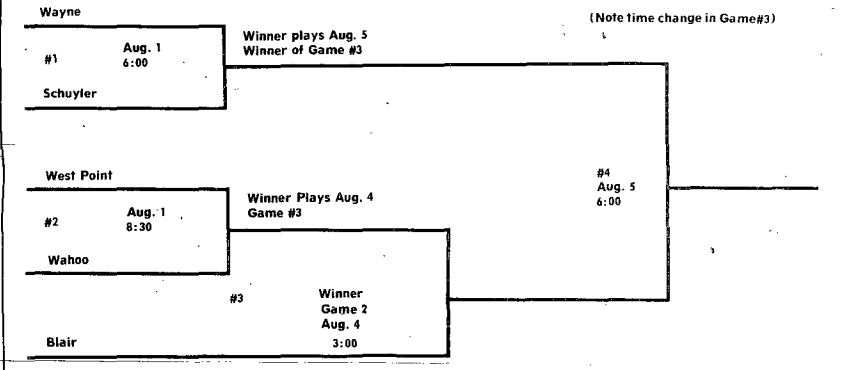 Wayne
(Note time change in Game#3)
Winner plays Aug. 5
Winner of Game #3
#1
Aug. 1
6:00
Schuyler
West Point
#4
Aug. 5
6:00
Winner Plays Aug. 4
Game #3
#2
Aug. 1
8:30
Wahoo
#3
Winner
Game 2
Aug. 4
3:00
Blair